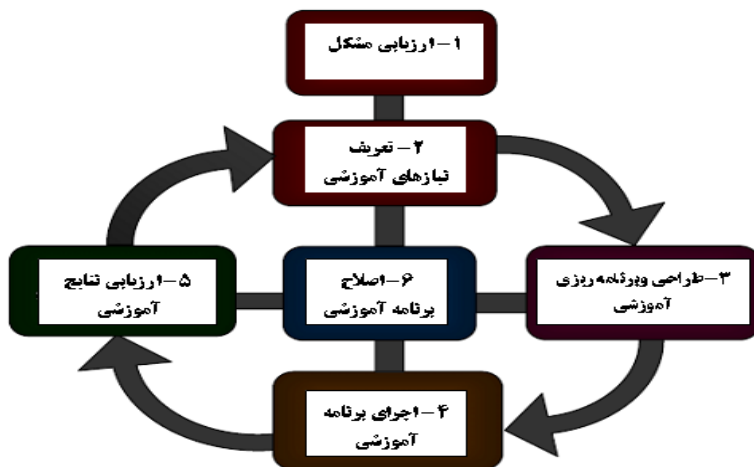 ۱-ارزیابی مشکل
۲- تعریف
نیازهای آموزشی
۳-طراحی وبرنامه ریزی
آموزشی
۴-اجرای برنامه
آموزشی
۵-ارزیابی نتایج
آموزشی
۶-اصلاح
برنامه آموزشی